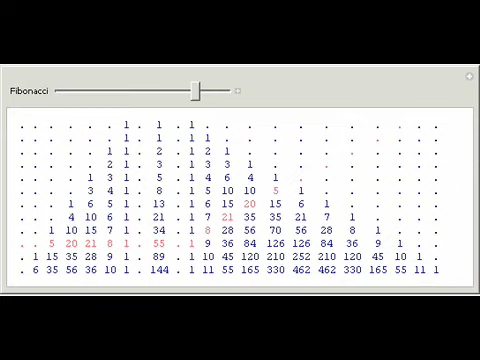 Fibonacci
. . . . . . 1 . 1 . 1 . . . . . . . . . . .
. . . . . . 1 . 1 . 1 1 . . . . . . . . . .
. . . . . 1 1 . 2 . 1 2 1 . . . . . . . . .
. . . . . 2 1 . 3 . 1 3 3 1 . . . . . . . .
. . . . 1 3 1 . 5 . 1 4 6 4 1 . . . . . . .
. . . . 3 4 1 . 8 . 1 5 10 10 5 1 . . . . . .
. . . 1 6 5 1 . 13 . 1 6 15 20 15 6 1 . . . . .
. . . 4 10 6 1 . 21 . 1 7 21 35 35 21 7 1 . . . .
. . 1 10 15 7 1 . 34 . 1 8 28 56 70 56 28 8 1 . . .
. . 5 20 21 8 1 . 55 . 1 9 36 84 126 126 84 36 9 1 . .
. 1 15 35 28 9 1 . 89 . 1 10 45 120 210 252 210 120 45 10 1 .
. 6 35 56 36 10 1 . 144 . 1 11 55 165 330 462 462 330 165 55 11 1